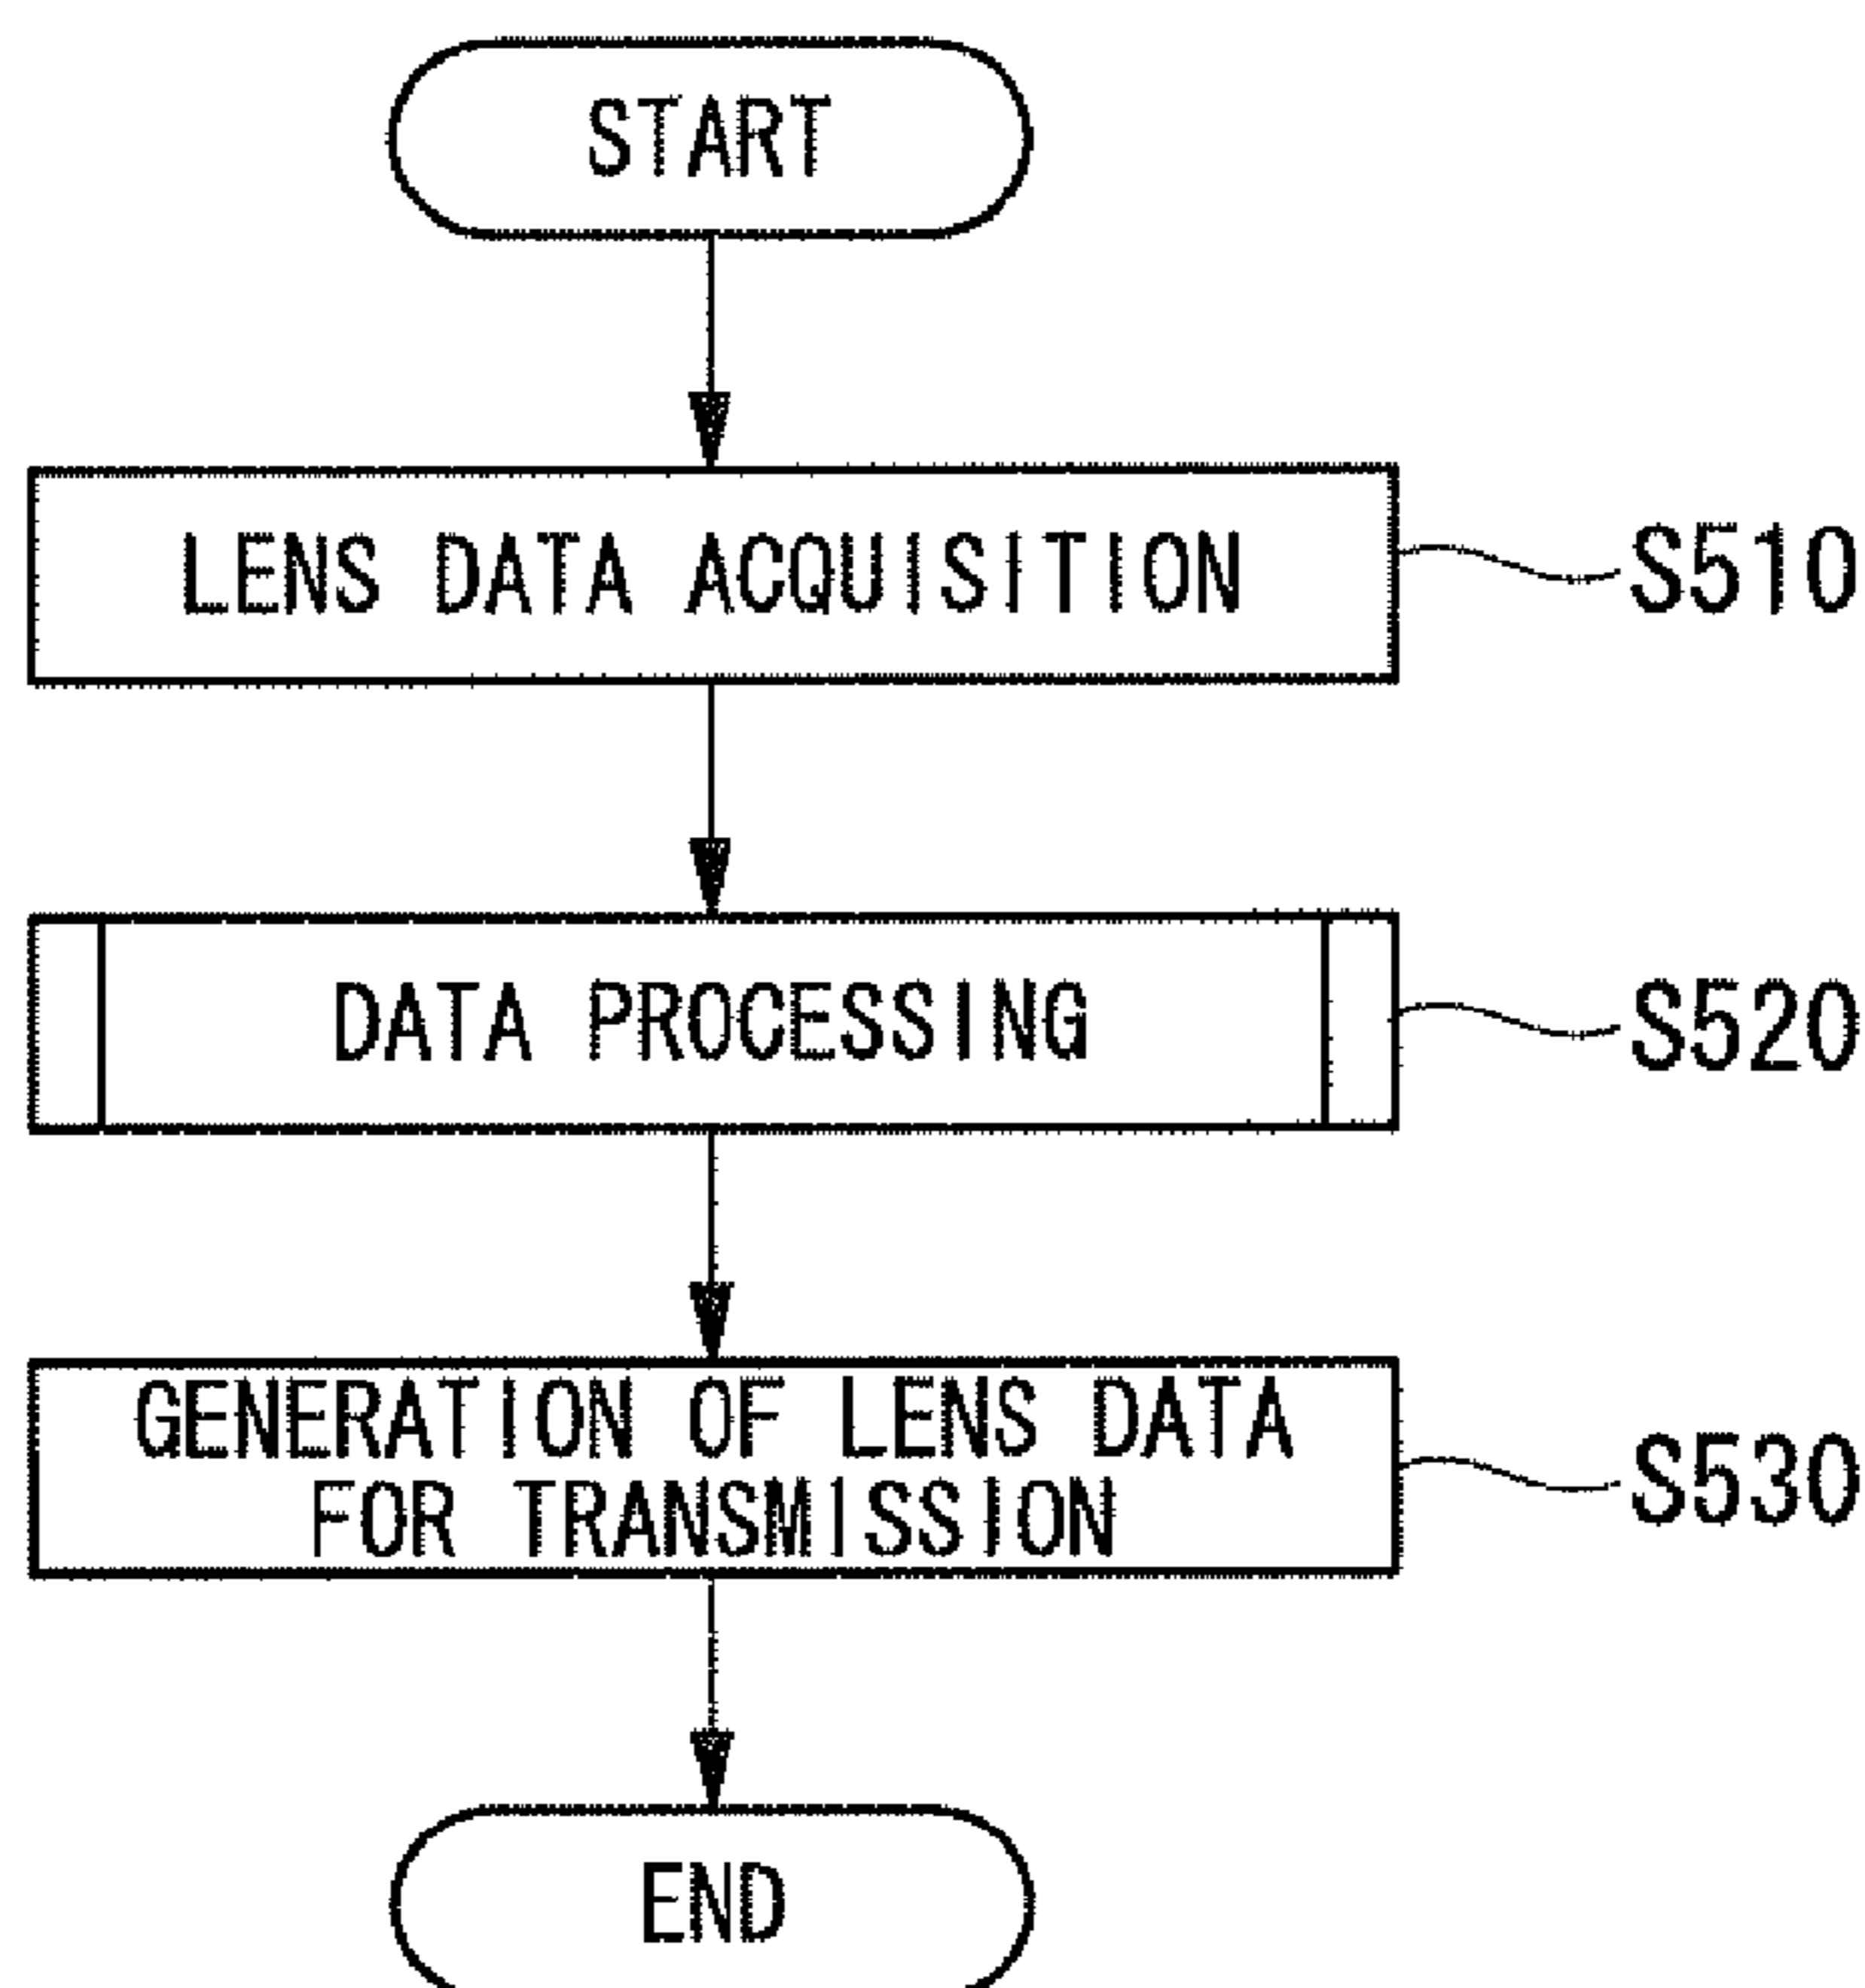 START
LENS DATA ACQUISITION
S510
DATA PROCESSING
S520
GENERATION OF LENS DATA
FOR TRANSMISSION
S530
END